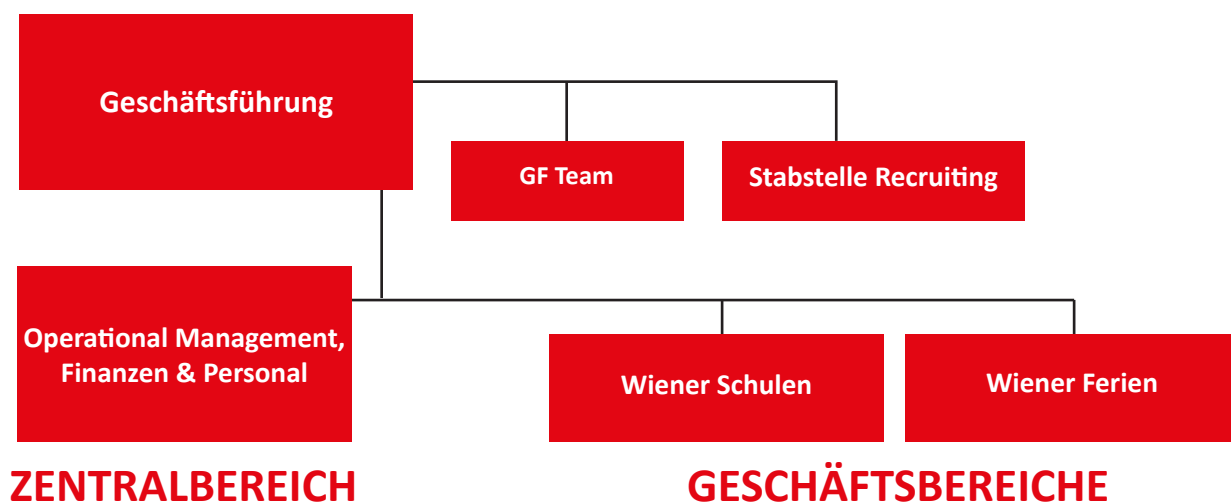 Geschäftsführung
GF Team
Stabstelle Recruiting
Operational Management,
Finanzen & Personal
Wiener Schulen
Wiener Ferien
ZENTRALBEREICH
GESCHÄFTSBEREICHE